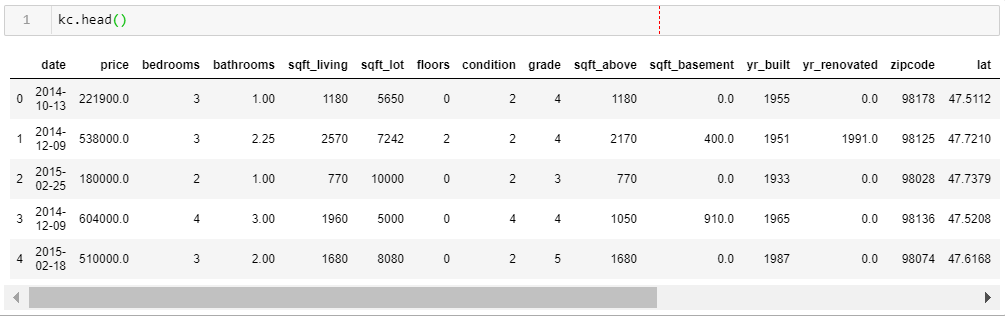 1 kc.head()
date price bedrooms bathrooms sqft_living sqft_lot floors condition grade sqft_above sqft_basement yr_built yr_renovated zipcode lat
0 2014-10-13 221900.0 3 1.00 1180 5650 0 2 4 1180 0.0 1955 0.0 98178 47.5112
1 2014-12-09 538000.0 3 2.25 2570 7242 2 2 4 2170 400.0 1951 1991.0 98125 47.7210
2 2015-02-25 180000.0 2 1.00 770 10000 0 2 3 770 0.0 1933 0.0 98028 47.7379
3 2014-12-09 604000.0 4 3.00 1960 5000 0 4 4 1050 910.0 1965 0.0 98136 47.5208
4 2015-02-18 510000.0 3 2.00 1680 8080 0 2 5 1680 0.0 1987 0.0 98074 47.6168